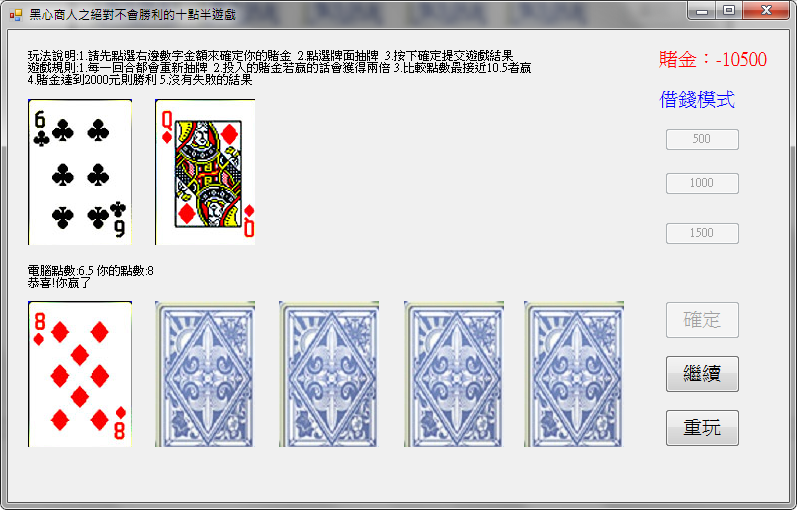 黑心商人之絕對不會勝利的十點半遊戲
玩法說明:1.請先點選右邊數字金額來確定你的賭金 2.點選牌面抽牌 3.按下確定提交遊戲結果
遊戲規則:1.每一回合都會重新抽牌 2.投入的賭金若贏的話會獲得兩倍 3.比較點數最接近10.5者贏
4.賭金達到2000元則勝利 5.沒有失敗的結果
賭金：-10500
借錢模式
500
1000
1500
6
6
Q
Q
電腦點數:6.5 你的點數:8
恭喜!你贏了
8
8
確定
繼續
重玩